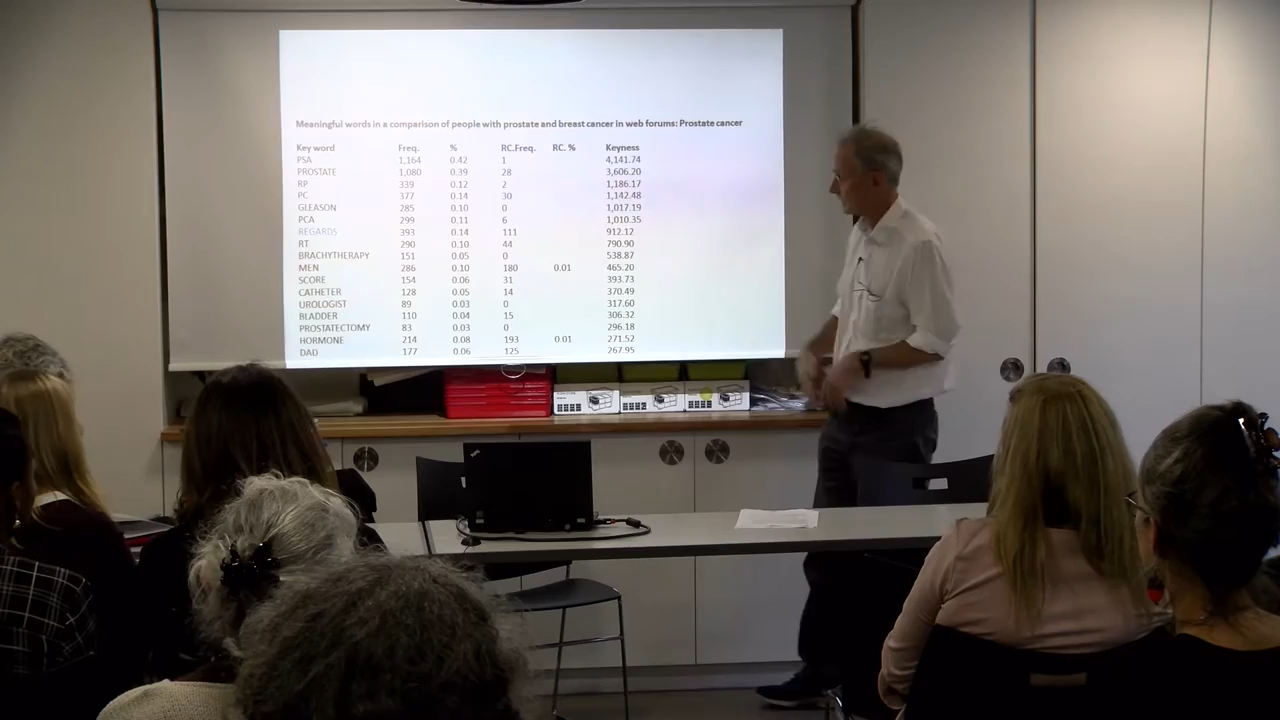 Meaningful words in a comparison of people with prostate and breast cancer in web forums: Prostate cancer
Key word Freq. % RC.Freq. RC. % Keyness
PSA 1,164 0.42 1 4,141.74
PROSTATE 1,080 0.39 28 3,606.20
RP 339 0.12 2 1,186.17
PC 377 0.14 30 1,142.48
GLEASON 285 0.10 0 1,017.19
PCA 299 0.11 6 1,010.35
REGARDS 393 0.14 111 912.12
RT 290 0.10 44 790.90
BRACHYTHERAPY 151 0.05 0 538.87
MEN 286 0.10 180 0.01 465.20
SCORE 154 0.06 31 393.73
CATHETER 128 0.05 14 370.49
UROLOGIST 89 0.03 0 317.60
BLADDER 110 0.04 15 306.32
PROSTATECTOMY 83 0.03 0 296.18
HORMONE 214 0.08 193 0.01 271.52
DAD 177 0.06 125 267.95